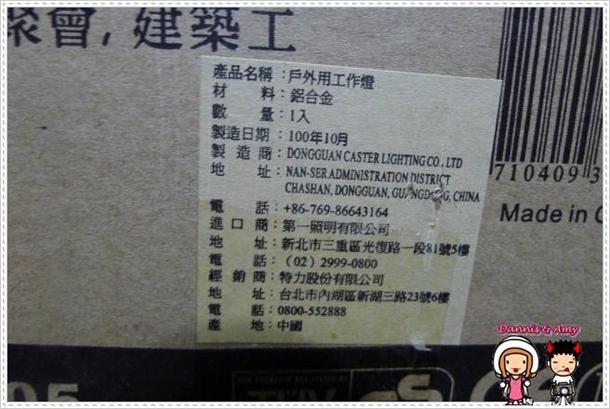 聚會, 建築工
產品名稱：戶外用工作燈
材　　料：鋁合金
數　　量：1入
製造日期：100年10月
製 造 商：DONGGUAN CASTER LIGHTING CO., LTD
地　　址：NAN-SER ADMINISTRATION DISTRICT
CHASHAN, DONGGUAN, GUANGDONG, CHINA
電　　話：+86-769-86643164
進 口 商：第一照明有限公司
地　　址：新北市三重區光復路一段81號5樓
電　　話：（02）2999-0800
經 銷 商：特力股份有限公司
地　　址：台北市內湖區新湖三路23號6樓
電　　話：0800-552888
產　　地：中國
710409 3
Made in C
05
Dannis & Amy